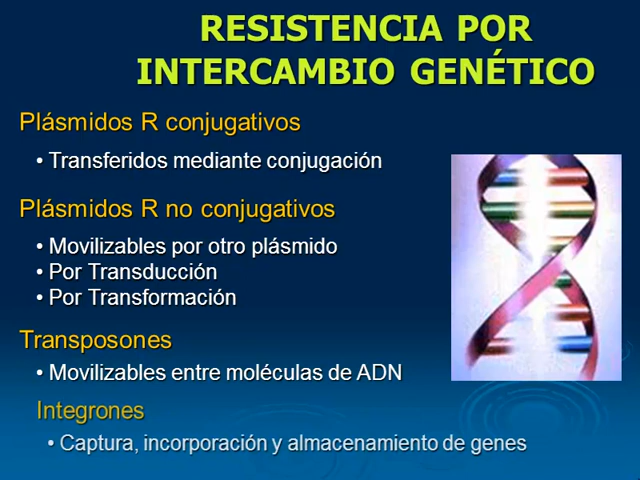 RESISTENCIA POR
INTERCAMBIO GENÉTICO
Plásmidos R conjugativos
• Transferidos mediante conjugación
Plásmidos R no conjugativos
• Movilizables por otro plásmido
• Por Transducción
• Por Transformación
Transposones
• Movilizables entre moléculas de ADN
Integrones
• Captura, incorporación y almacenamiento de genes